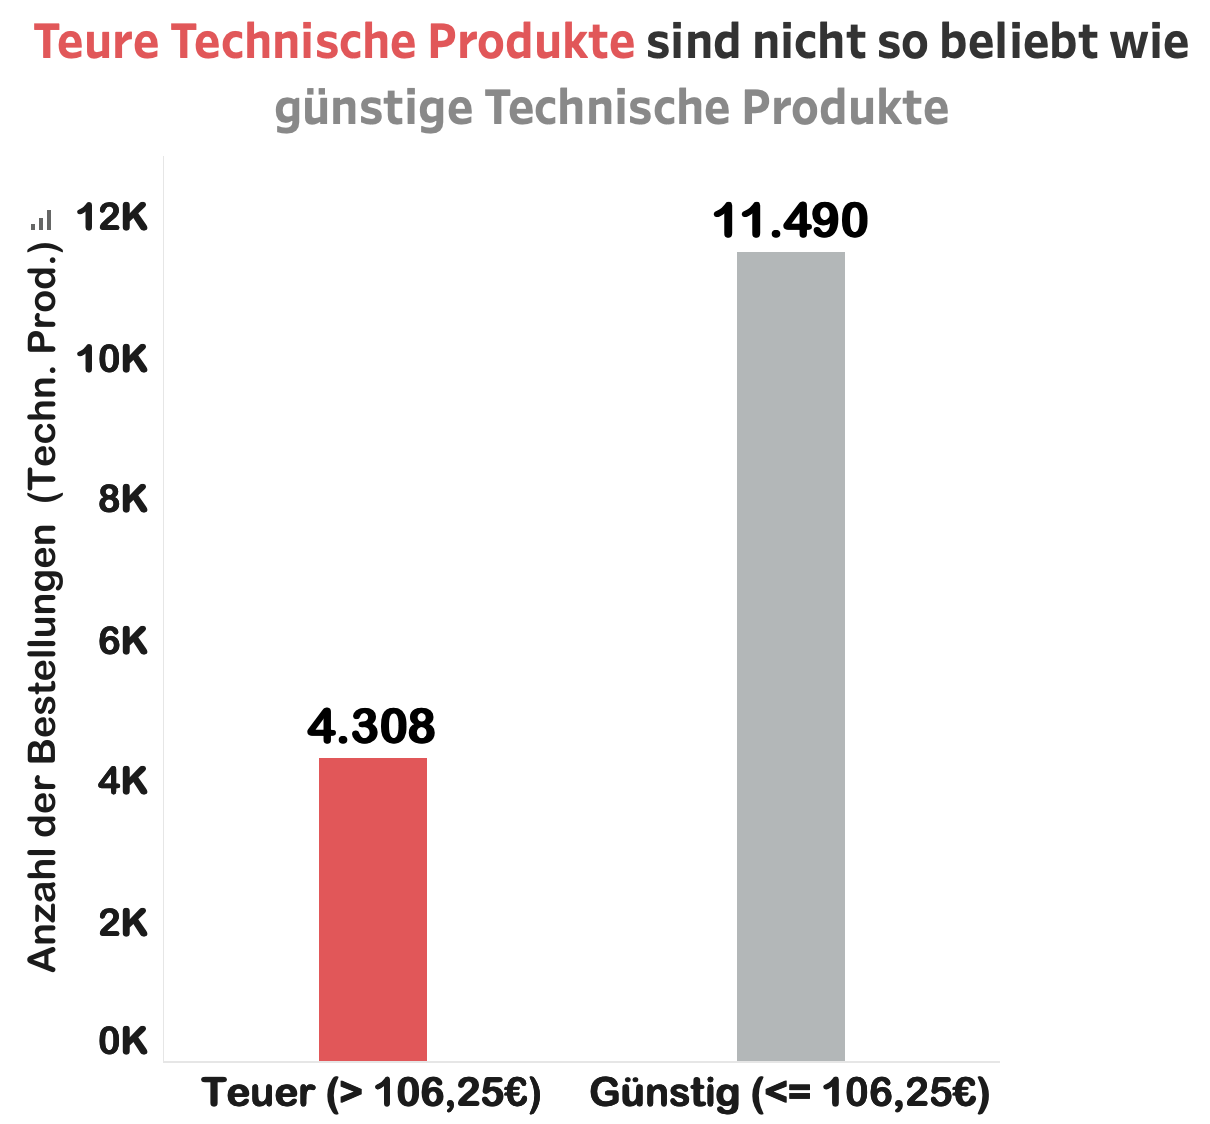 Teure Technische Produkte sind nicht so beliebt wie
günstige Technische Produkte
Anzahl der Bestellungen (Techn. Prod.)
12K
10K
8K
6K
4K
2K
0K
4.308
11.490
Teuer (> 106,25€)
Günstig (<= 106,25€)